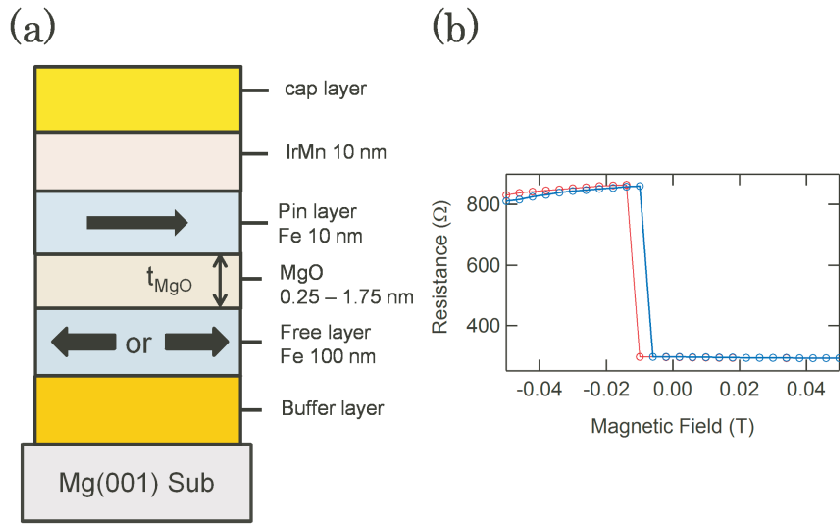 (a)
cap layer
IrMn 10 nm
Pin layer
Fe 10 nm
tMgO
MgO
0.25 – 1.75 nm
or
Free layer
Fe 100 nm
Buffer layer
Mg(001) Sub
(b)
Resistance (Ω)
800
600
400
-0.04 -0.02 0.00 0.02 0.04
Magnetic Field (T)